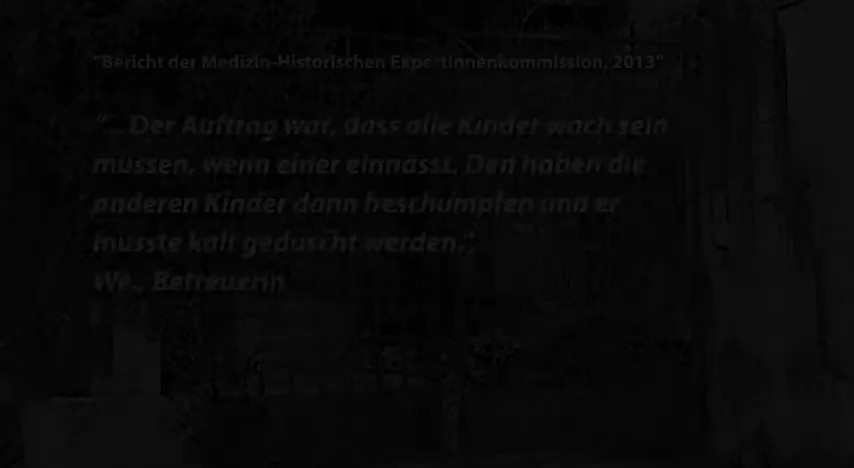 "Bericht der Medizin-Historischen ExpertInnenkommission, 2013"
"... Der Auftrag war, dass alle Kinder wach sein
müssen, wenn einer einnässt. Den haben die
anderen Kinder dann beschimpfen und er
musste kalt geduscht werden.",
We., Betreuerin